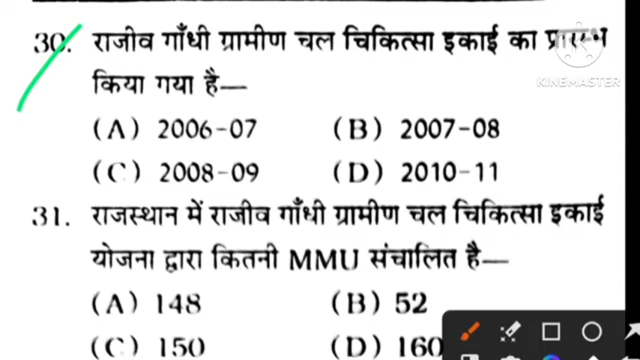 30. राजीव गाँधी ग्रामीण चल चिकित्सा इकाई का प्रारम्भ
किया गया है—
(A) 2006-07 (B) 2007-08
(C) 2008-09 (D) 2010-11
31. राजस्थान में राजीव गाँधी ग्रामीण चल चिकित्सा इकाई
योजना द्वारा कितनी MMU संचालित है—
(A) 148 (B) 52
(C) 150 (D) 160
KINEMASTER